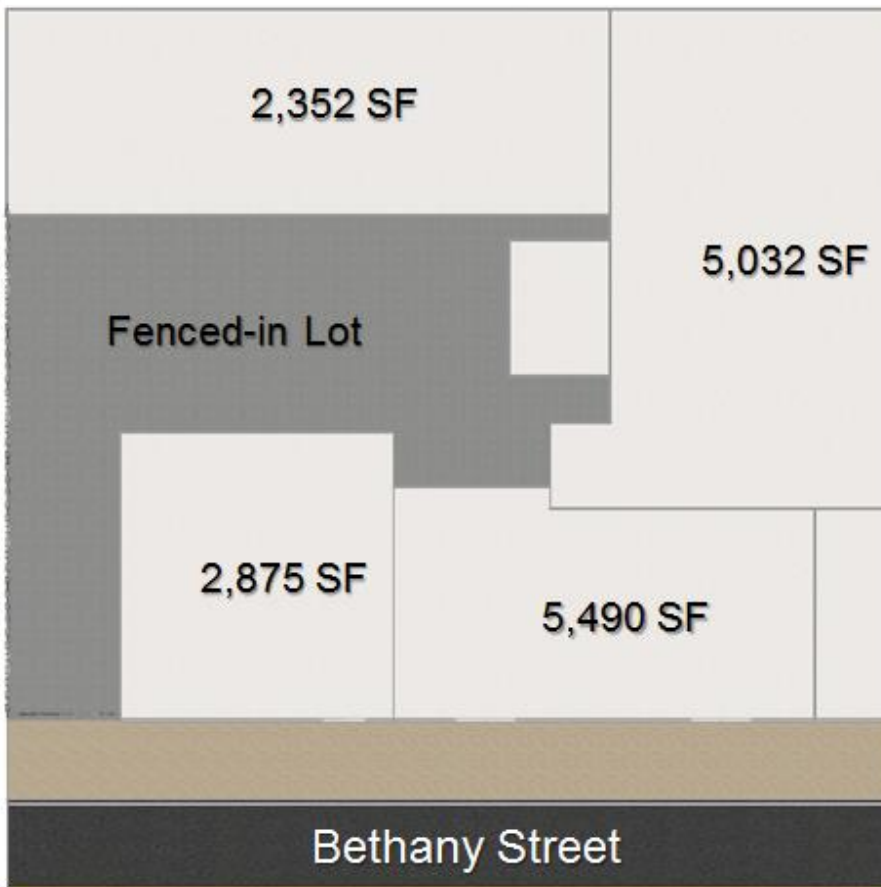 2,352 SF
5,032 SF
Fenced-in Lot
2,875 SF
5,490 SF
Bethany Street